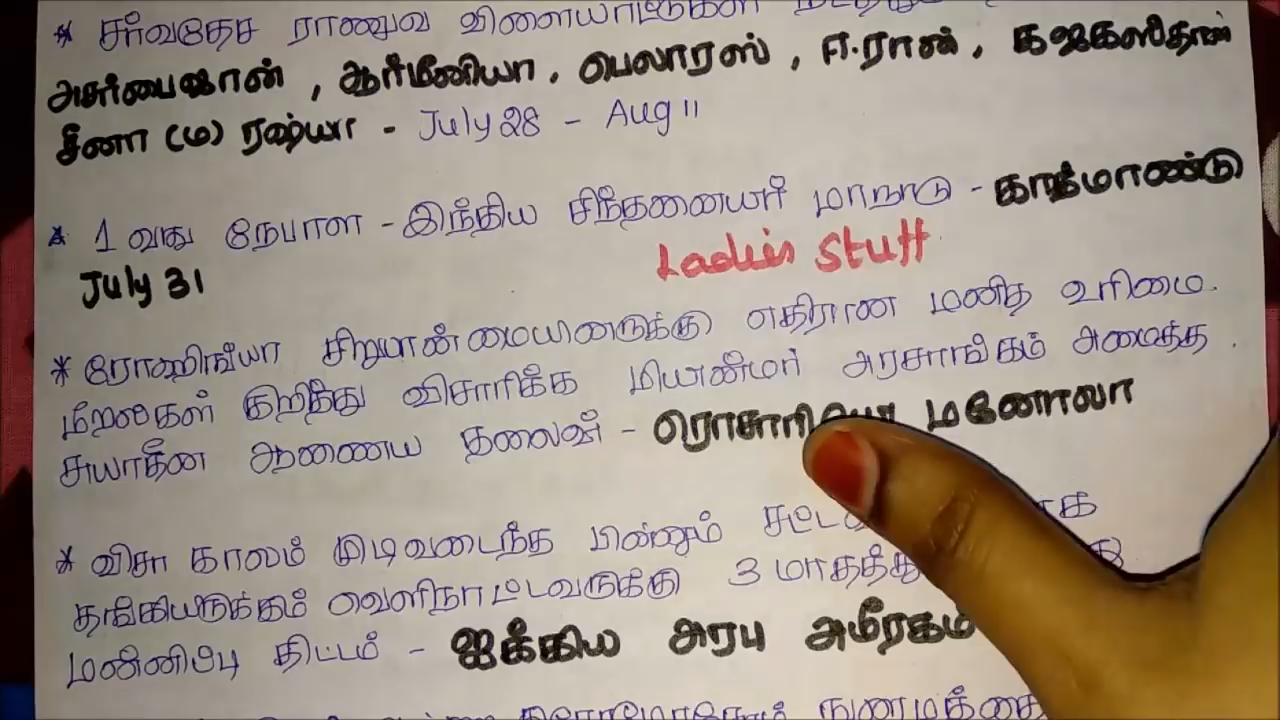 * சர்வதேச ராணுவ விளையாட்டுகள்
அசர்பைஜான் , ஆர்மீனியா , பெலாரஸ் , ஈ.ராக் , கஜகஸ்தான்
சீனா (ம) ரஷ்யா - July 28 - Aug 11
* 1 வது நேபாள - இந்திய சிந்தனையர் மாநாடு - காத்மாண்டு
July 31
Ladies Stuff
* ரோஹிங்யா சிறுபான்மையினருக்கு எதிரான மனித உரிமை
மீறல்கள் குறித்து விசாரிக்க மியான்மர் அரசாங்கம் அமைத்த
சுயாதீன ஆணைய தலைவர் - மனோலா
* விசா காலம் முடிவடைந்த பின்னும்
தங்கியிருக்கும் வெளிநாட்டவருக்கு 3
மன்னிப்பு திட்டம் - ஐக்கிய அரபு அமீரகம்